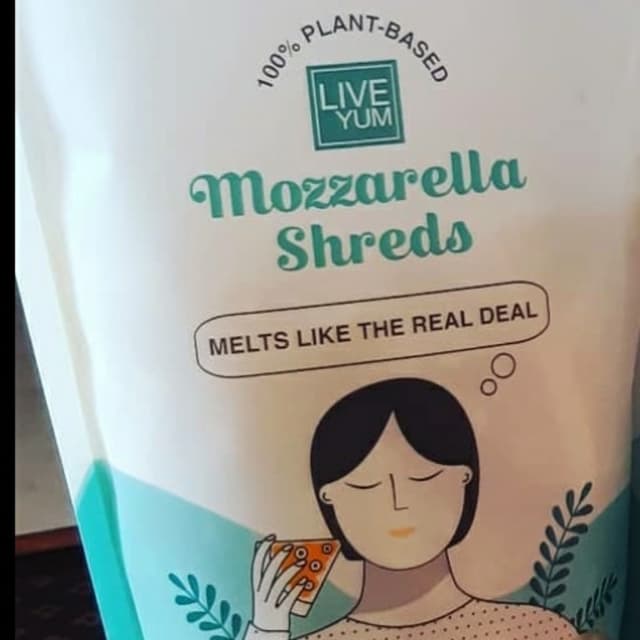 100% PLANT-BASED
LIVE
YUM
Mozzarella
Shreds
MELTS LIKE THE REAL DEAL